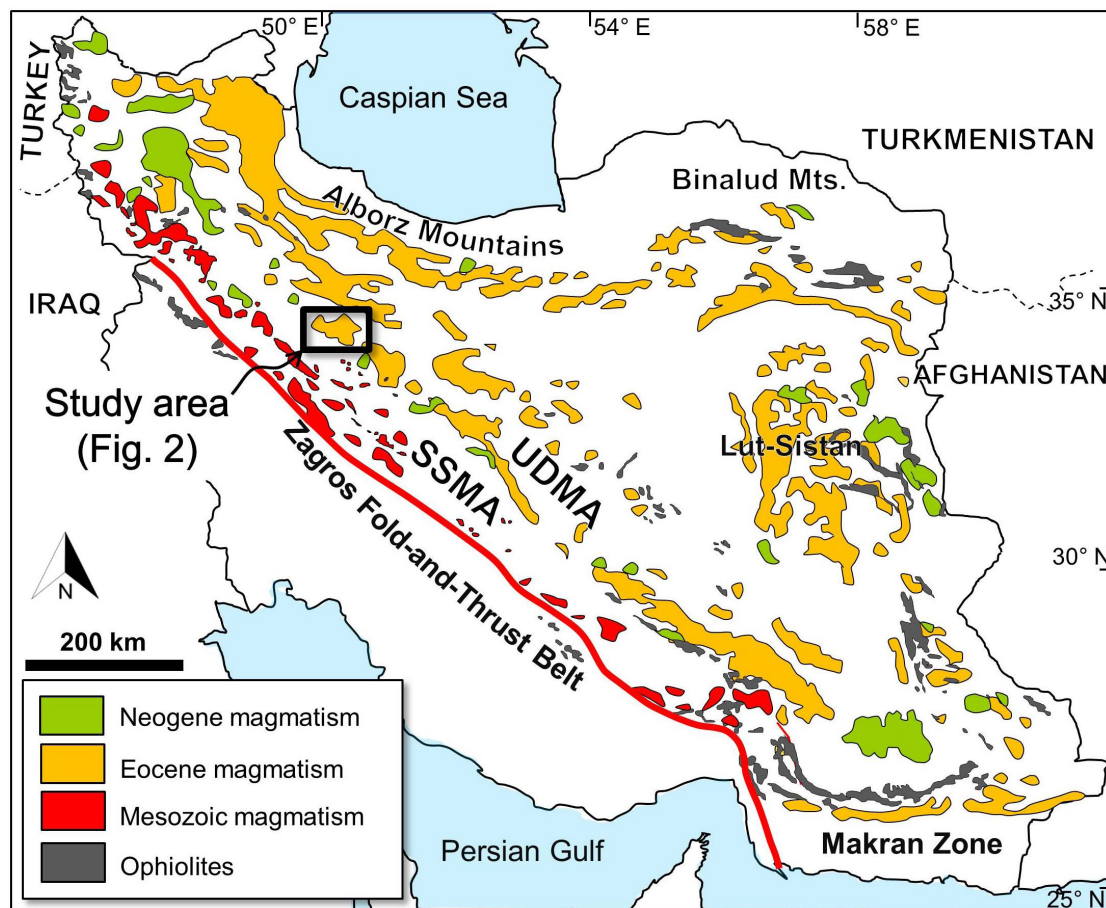 50° E
54° E
58° E
TURKEY
Caspian Sea
TURKMENISTAN
Binalud Mts.
Alborz Mountains
IRAQ
35° N
AFGHANISTAN
Study area
(Fig. 2)
Lut-Sistan
SSMA
UDMA
Zagros Fold-and-Thrust Belt
30° N
N
200 km
Neogene magmatism
Eocene magmatism
Mesozoic magmatism
Ophiolites
Persian Gulf
Makran Zone
25° N